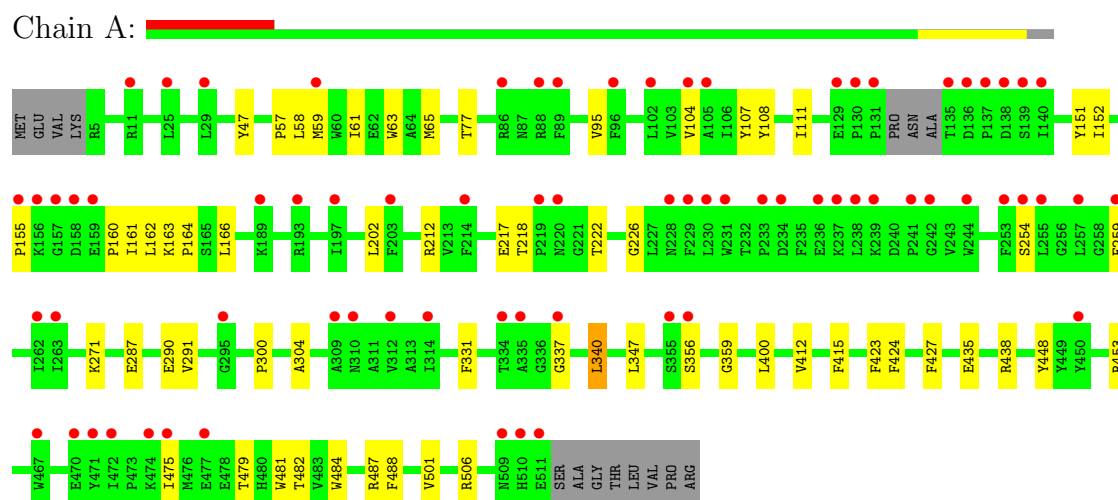 Chain A:
MET GLU VAL LYS R5 R11 L25 L29 Y47 P57 L58 M59 W60 I61 E62 W63 A64 M65 T77 R86 N87 R88 F89 V95 F96 L102 V103 V104 A105 I106 Y107 Y108 I111 E129 P130 P131 PRO ASN ALA T135 D136 P137 D138 S139 I140 Y151 I152
P155 K156 G157 D158 E159 P160 I161 L162 K163 P164 S165 L166 K189 R193 I197 L202 F203 R212 V213 F214 E217 T218 P219 N220 G221 T222 G226 L227 N228 F229 L230 W231 T232 P233 D234 F235 E236 K237 L238 K239 D240 P241 G242 V243 W244 F253 S254 L255 G256 L257 G258 F259
I262 I263 K271 E287 E290 V291 G295 P300 A304 A309 N310 A311 V312 A313 I314 F331 T334 A335 G336 G337 L340 L347 S355 S356 G359 L400 V412 F415 F423 F424 F427 E435 R438 Y448 Y449 Y450 R453
W467 E470 Y471 I472 P473 K474 I475 M476 E477 E478 T479 H480 W481 T482 V483 W484 R487 F488 V501 R506 N509 H510 E511 SER ALA GLY THR LEU VAL PRO ARG